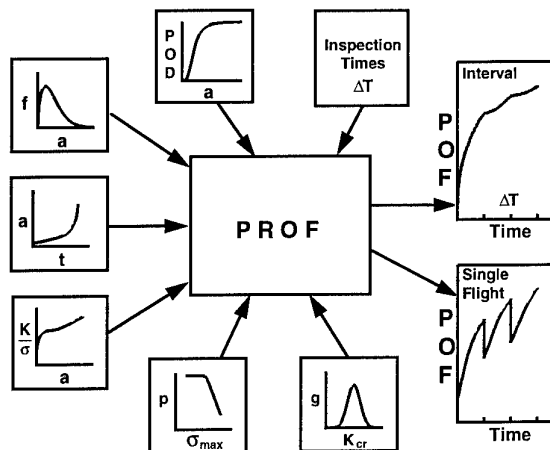 P
O
D
a
Inspection
Times
ΔT
f
a
Interval
P
O
F
ΔT
Time
a
t
PROF
K
σ
a
p
σmax
g
Kcr
Single
Flight
P
O
F
Time